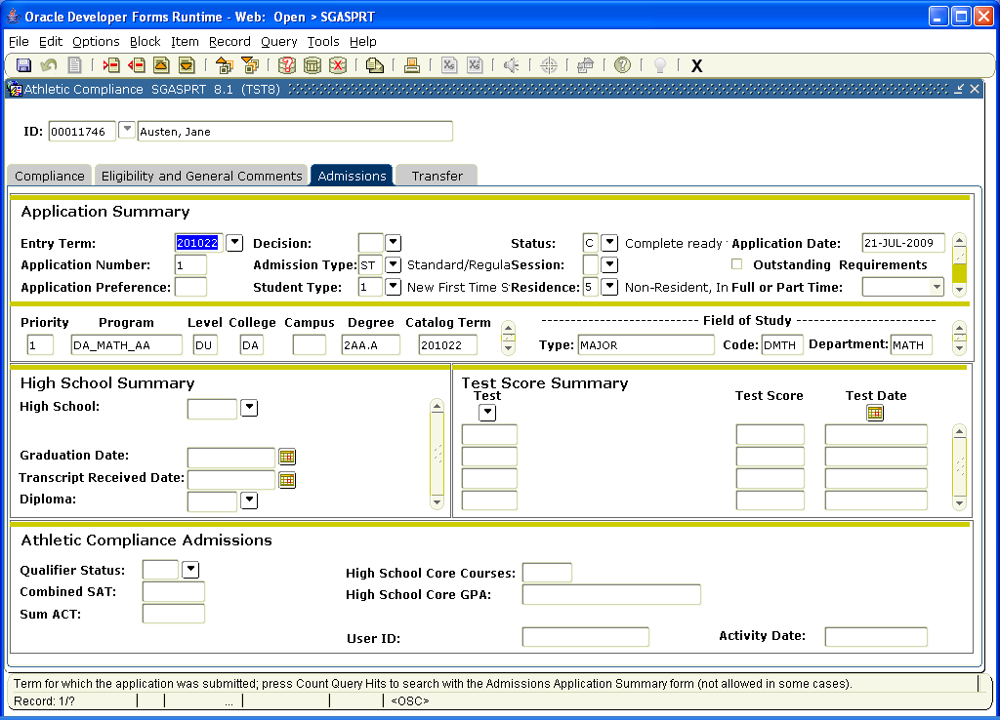 Oracle Developer Forms Runtime - Web: Open > SGASPRT
File Edit Options Block Item Record Query Tools Help
X
Athletic Compliance SGASPRT 8.1 (TST8)
ID: 00011746 Austen, Jane
Compliance Eligibility and General Comments Admissions Transfer
Application Summary
Entry Term: 201022 Decision: Status: C Complete ready Application Date: 21-JUL-2009
Application Number: 1 Admission Type: ST Standard/Regula Session: Outstanding Requirements
Application Preference: Student Type: 1 New First Time S Residence: 5 Non-Resident, In Full or Part Time:
Priority Program Level College Campus Degree Catalog Term Field of Study
1 DA_MATH_AA DU DA 2AA.A 201022 Type: MAJOR Code: DMTH Department: MATH
High School Summary Test Score Summary
High School: Test Test Score Test Date
Graduation Date:
Transcript Received Date:
Diploma:
Athletic Compliance Admissions
Qualifier Status: High School Core Courses:
Combined SAT: High School Core GPA:
Sum ACT:
User ID: Activity Date:
Term for which the application was submitted; press Count Query Hits to search with the Admissions Application Summary form (not allowed in some cases).
Record: 1/? ... <OSC>